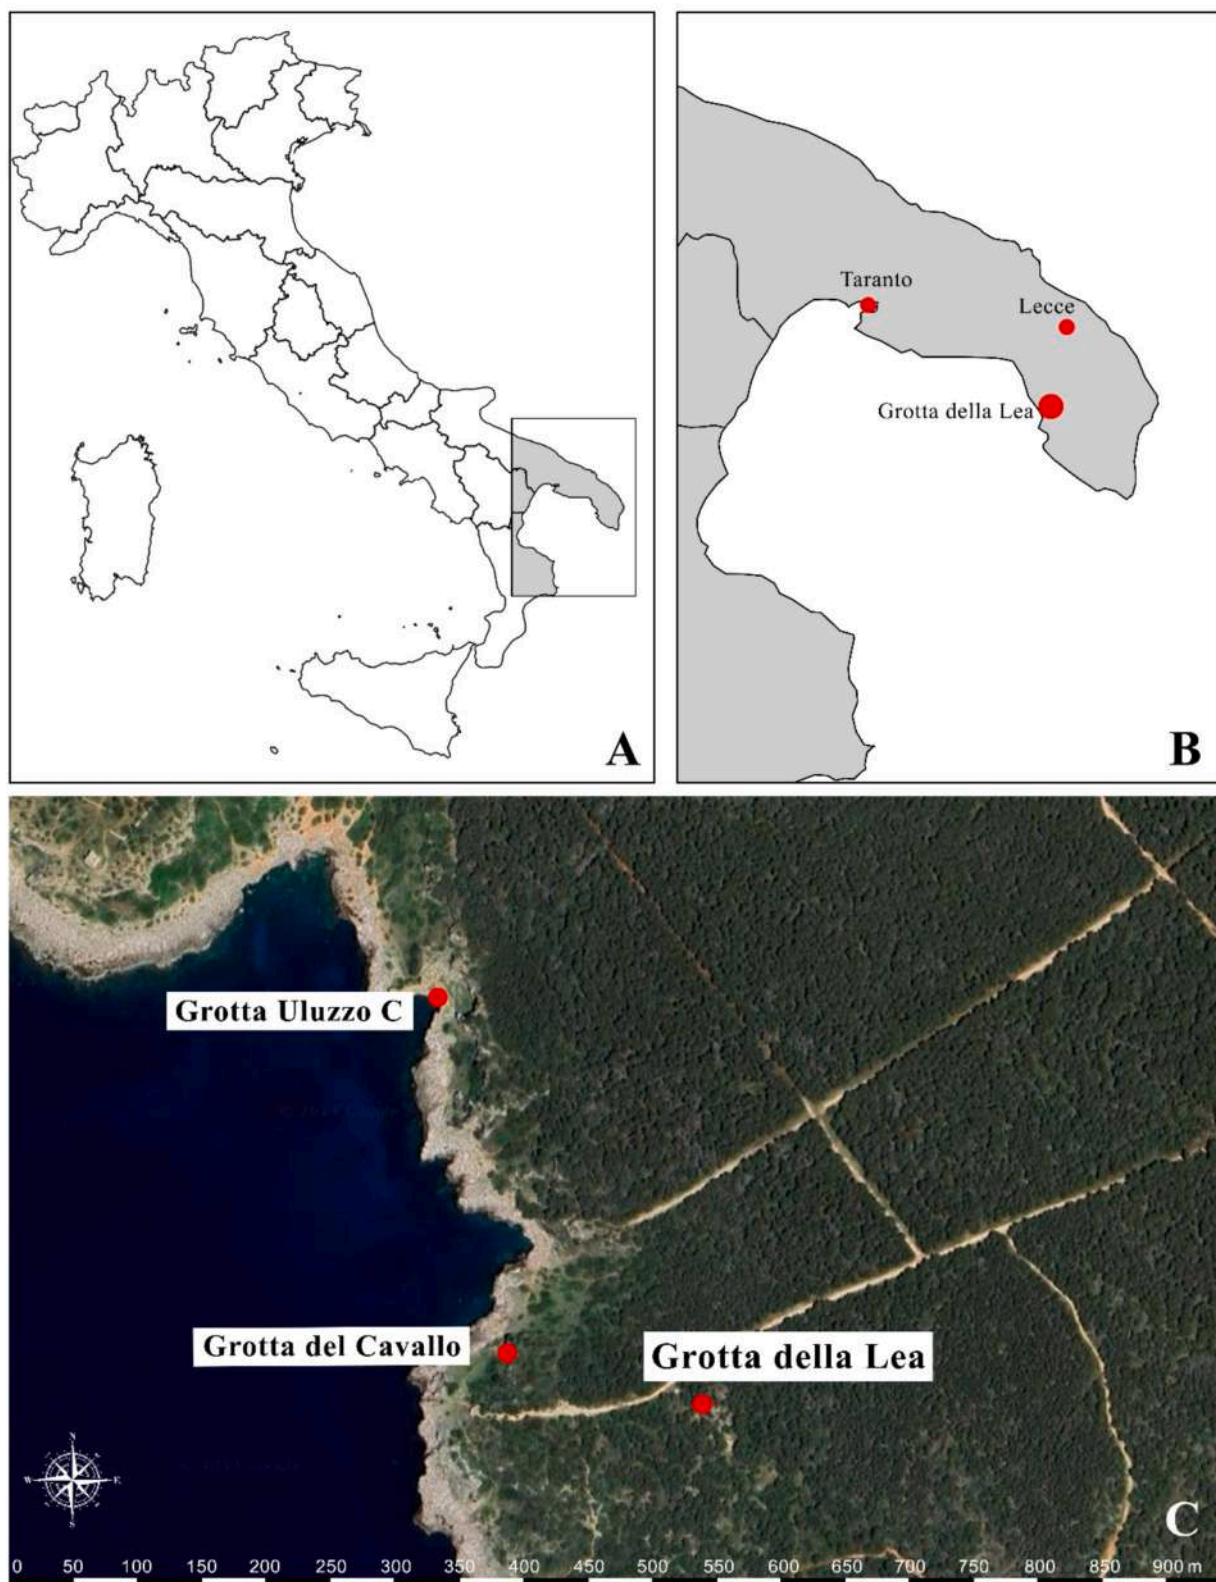 A
Taranto
Lecce
Grotta della Lea
B
Grotta Uluzzo C
Grotta del Cavallo
Grotta della Lea
N
W
E
S
C
0 50 100 150 200 250 300 350 400 450 500 550 600 650 700 750 800 850 900 m